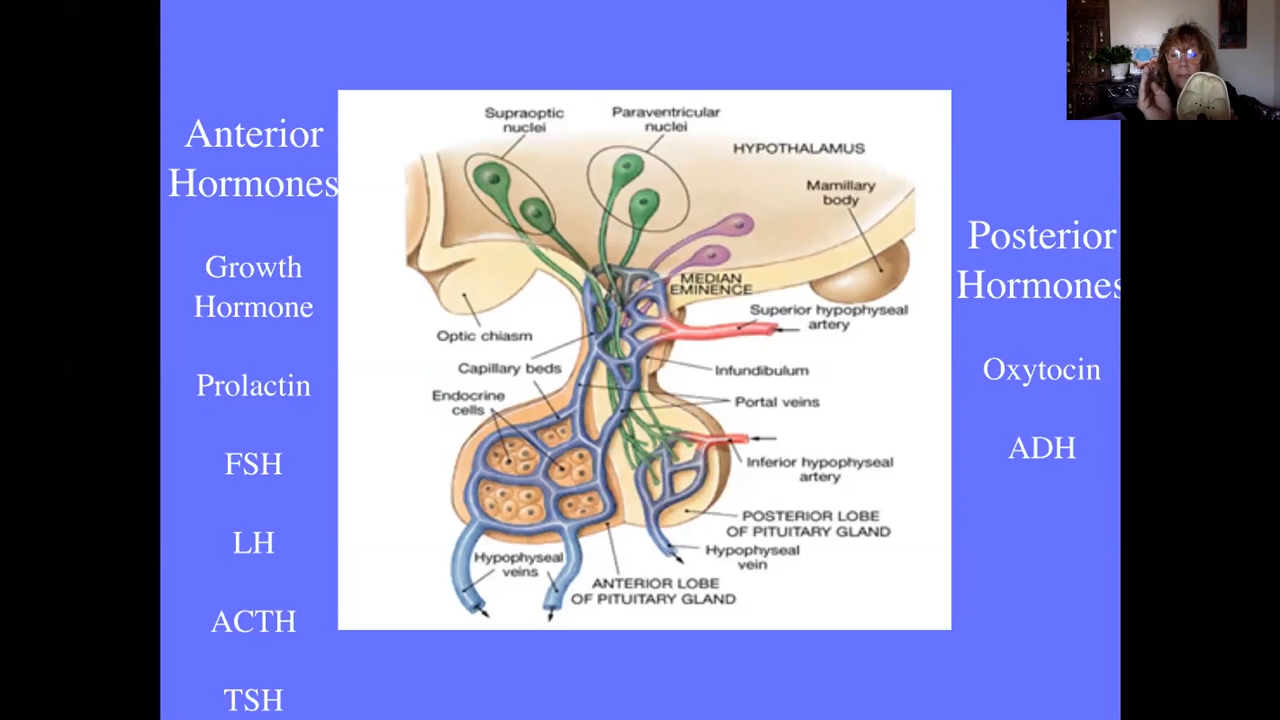 Anterior
Hormones
Growth
Hormone
Prolactin
FSH
LH
ACTH
TSH
Supraoptic
nuclei
Paraventricular
nuclei
HYPOTHALAMUS
Mamillary
body
MEDIAN
EMINENCE
Superior hypophyseal
artery
Optic chiasm
Capillary beds
Infundibulum
Endocrine
cells
Portal veins
Inferior hypophyseal
artery
POSTERIOR LOBE
OF PITUITARY GLAND
Hypophyseal
veins
Hypophyseal
vein
ANTERIOR LOBE
OF PITUITARY GLAND
Posterior
Hormones
Oxytocin
ADH